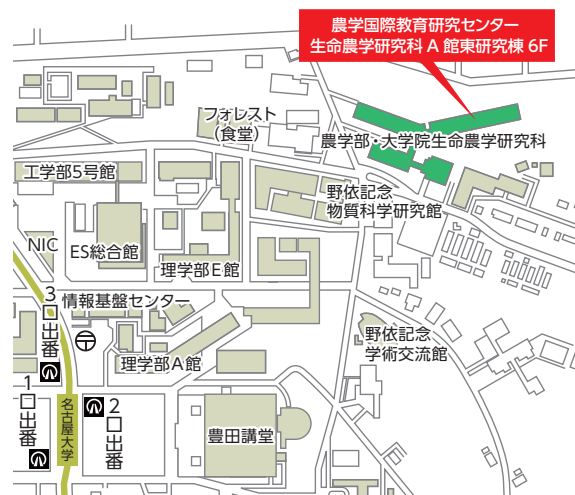 農学国際教育研究センター
生命農学研究科 A 館東研究棟 6F
フォレスト
(食堂)
農学部・大学院生命農学研究科
工学部5号館
野依記念
物質科学研究館
NIC
ES総合館
理学部E館
3番出口
情報基盤センター
野依記念
学術交流館
理学部A館
1番出口
名古屋大学
2番出口
豊田講堂